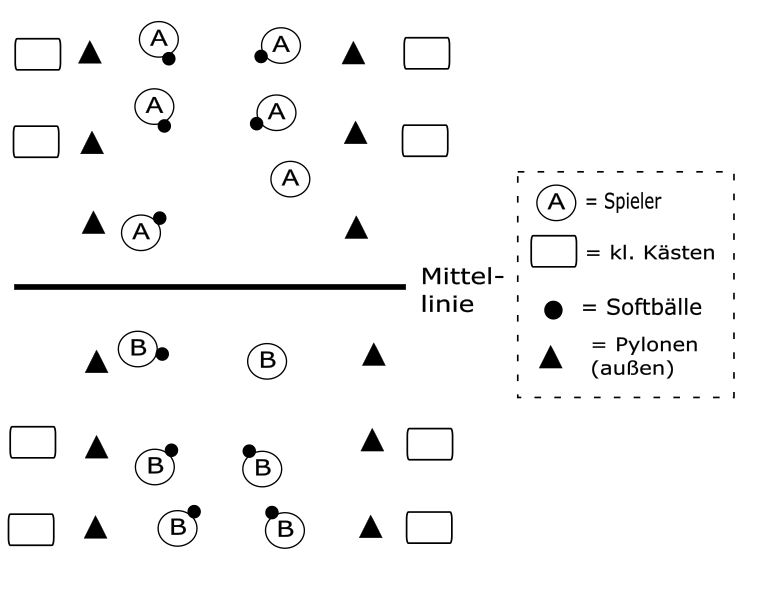 A A
A A
A
A
Mittel-
linie
B B
B B
B B
A = Spieler
= kl. Kästen
= Softbälle
= Pylonen
(außen)